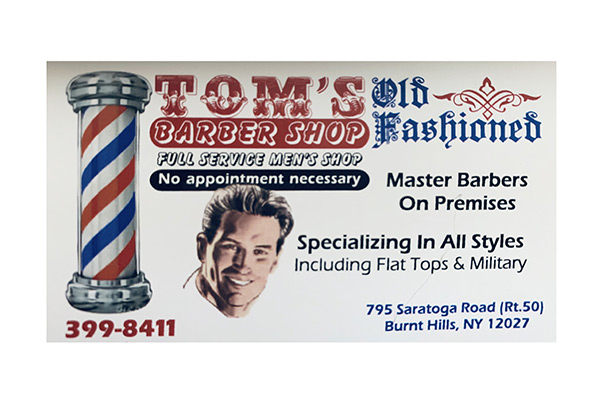 TOM'S
BARBER SHOP
FULL SERVICE MEN'S SHOP
No appointment necessary
Old
Fashioned
Master Barbers
On Premises
Specializing In All Styles
Including Flat Tops & Military
399-8411
795 Saratoga Road (Rt.50)
Burnt Hills, NY 12027